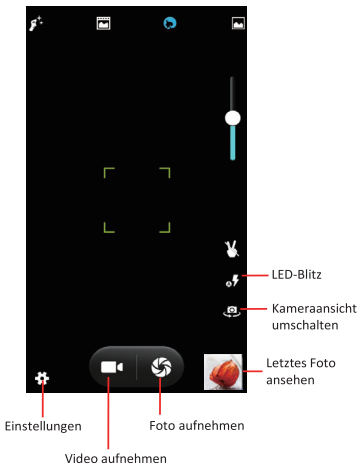 LED-Blitz
Kameraansicht
umschalten
Letztes Foto
ansehen
Einstellungen
Foto aufnehmen
Video aufnehmen